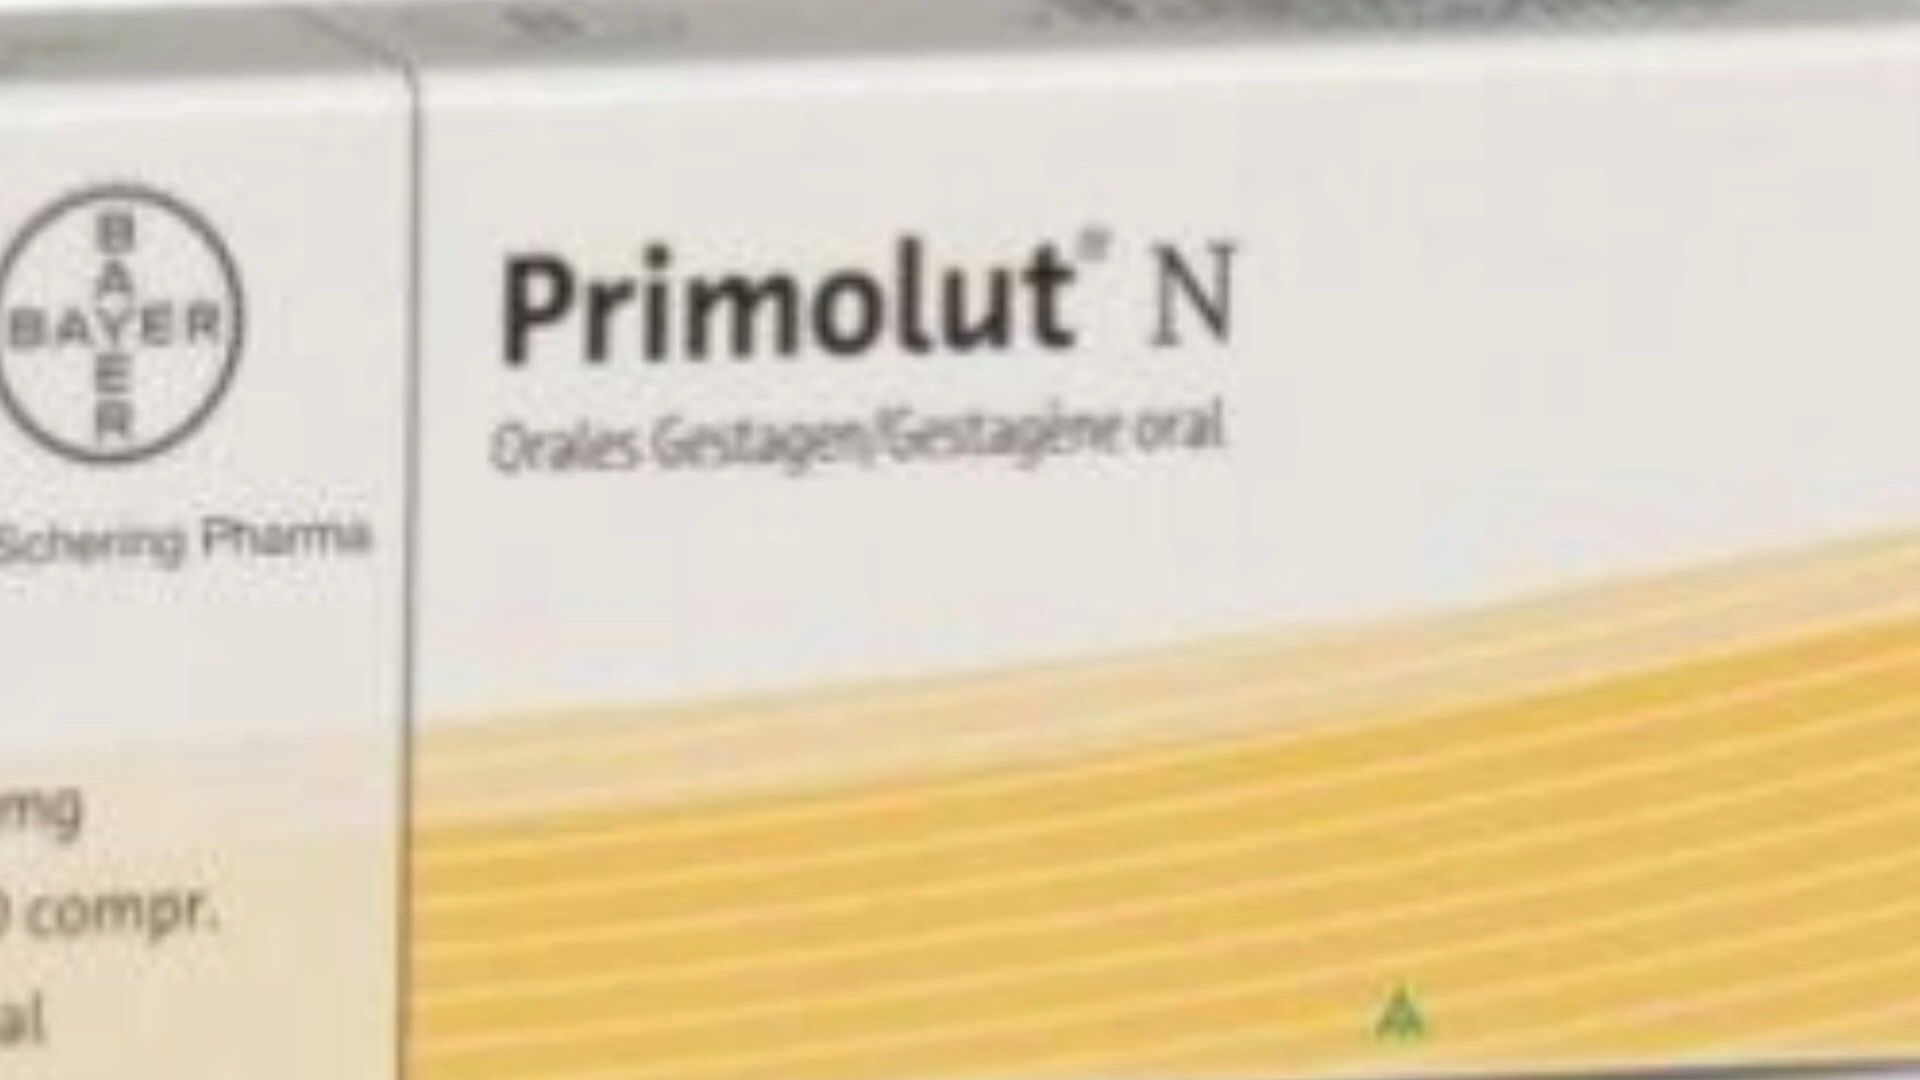 BAYER
BAYER
Schering Pharma
mg
compr.
al
Primolut® N
Orales Gestagen/Gestagène oral